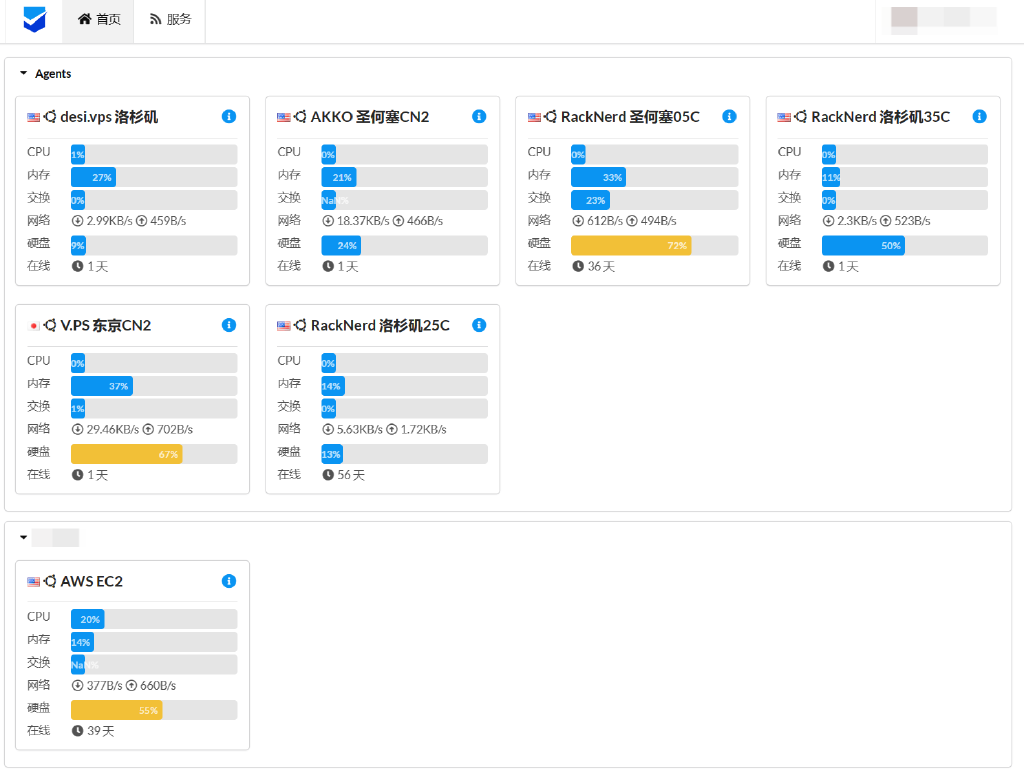 首页 服务
Agents
desi.vps 洛杉矶
CPU 1%
内存 27%
交换 0%
网络 2.99KB/s 459B/s
硬盘 9%
在线 1 天
AKKO 圣何塞CN2
CPU 0%
内存 21%
交换 NaN%
网络 18.37KB/s 466B/s
硬盘 24%
在线 1 天
RackNerd 圣何塞05C
CPU 0%
内存 33%
交换 23%
网络 612B/s 494B/s
硬盘 72%
在线 36 天
RackNerd 洛杉矶35C
CPU 0%
内存 11%
交换 0%
网络 2.3KB/s 523B/s
硬盘 50%
在线 1 天
V.PS 东京CN2
CPU 0%
内存 37%
交换 1%
网络 29.46KB/s 702B/s
硬盘 67%
在线 1 天
RackNerd 洛杉矶25C
CPU 0%
内存 14%
交换 0%
网络 5.63KB/s 1.72KB/s
硬盘 13%
在线 56 天
AWS EC2
CPU 20%
内存 14%
交换 NaN%
网络 377B/s 660B/s
硬盘 55%
在线 39 天